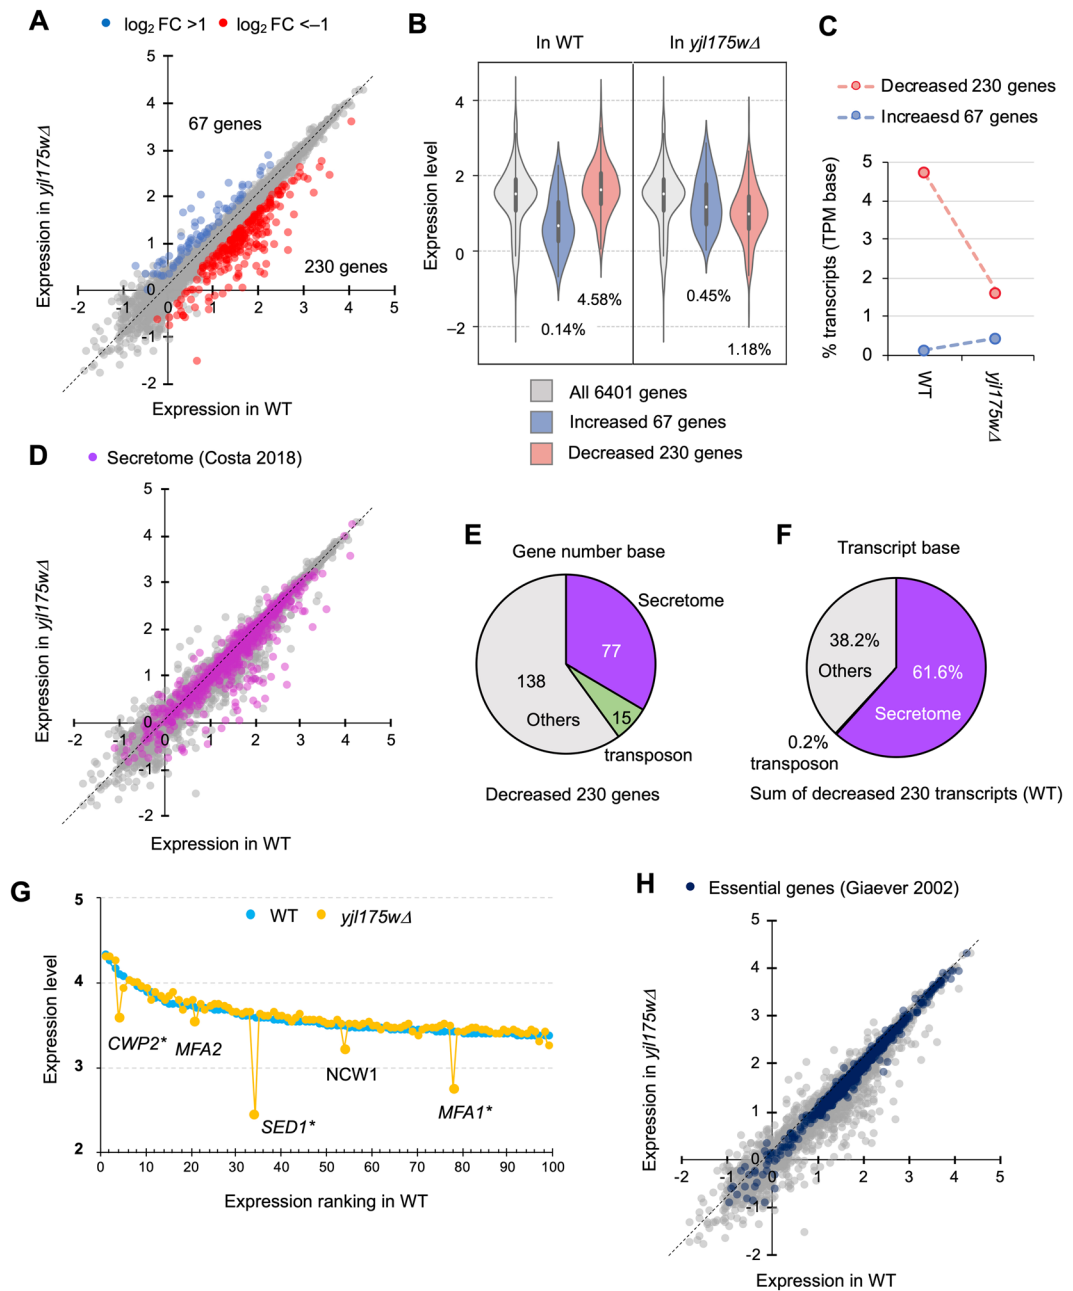 A
log2 FC >1
log2 FC <–1
5
4
3
2
1
0
-1
-2
-2
-1
0
1
2
3
4
5
67 genes
230 genes
Expression in yjl175wΔ
Expression in WT
B
In WT
In yjl175wΔ
Expression level
4
2
0
–2
4.58%
0.14%
0.45%
1.18%
All 6401 genes
Increased 67 genes
Decreased 230 genes
C
Decreased 230 genes
Increaesd 67 genes
% transcripts (TPM base)
5
4
3
2
1
0
WT
yjl175wΔ
D
Secretome (Costa 2018)
5
4
3
2
1
0
-1
-2
-2
-1
0
1
2
3
4
5
Expression in yjl175wΔ
Expression in WT
E
Gene number base
Secretome
77
138
Others
15
transposon
Decreased 230 genes
F
Transcript base
38.2%
Others
61.6%
Secretome
0.2%
transposon
Sum of decreased 230 transcripts (WT)
G
WT
yjl175wΔ
Expression level
5
4
3
2
CWP2*
MFA2
SED1*
NCW1
MFA1*
0
10
20
30
40
50
60
70
80
90
100
Expression ranking in WT
H
Essential genes (Giaever 2002)
5
4
3
2
1
0
-1
-2
-2
-1
0
1
2
3
4
5
Expression in yjl175wΔ
Expression in WT